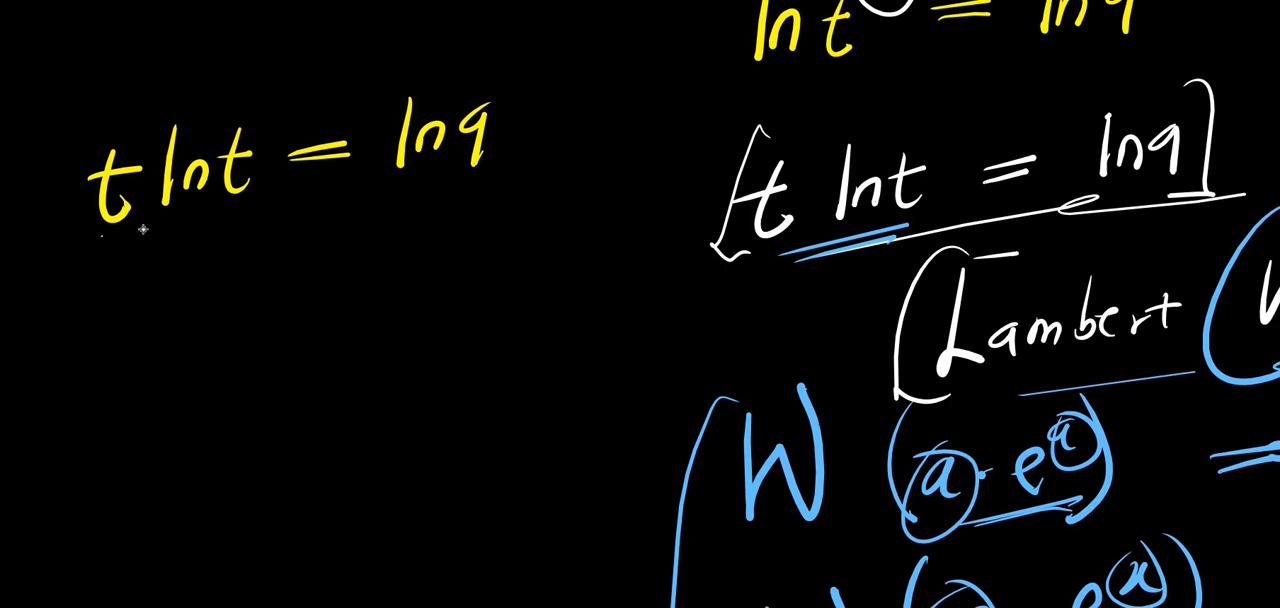 ln t = ln 9
t ln t = ln 9
t ln t = ln 9]
(Lambert
W (a · e^a) =